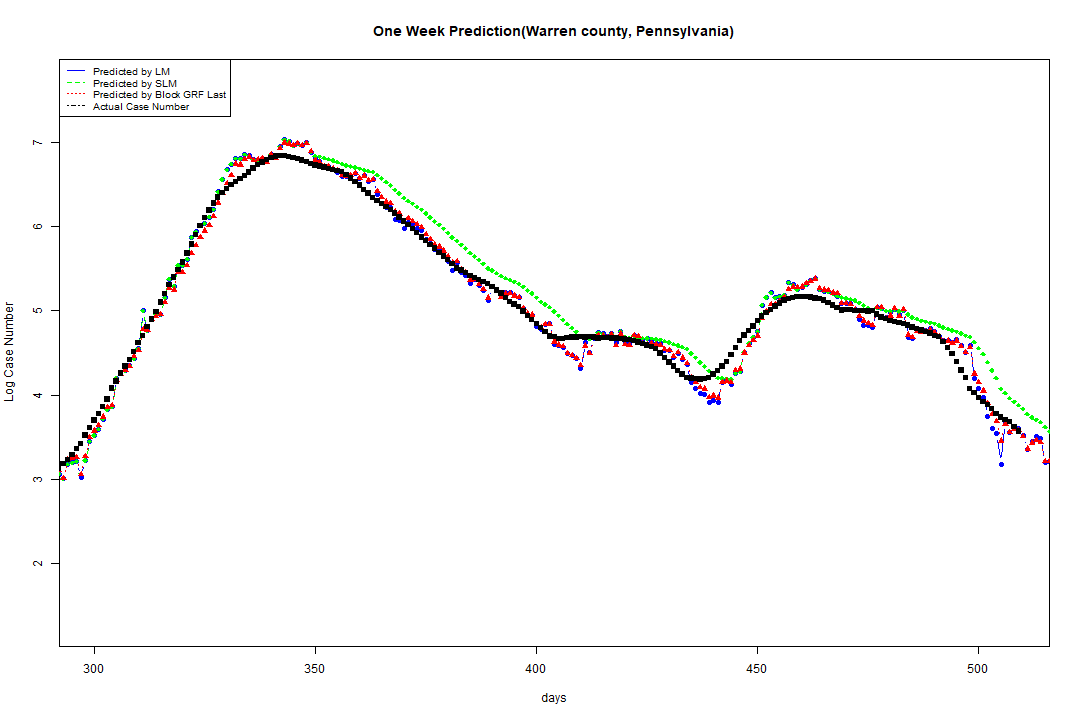 One Week Prediction(Warren county, Pennsylvania)
Predicted by LM
Predicted by SLM
Predicted by Block GRF Last
Actual Case Number
7
6
5
4
3
2
Log Case Number
300 350 400 450 500
days